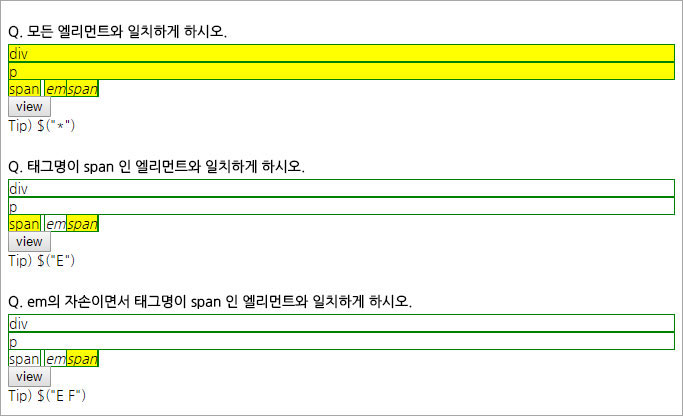 Q. 모든 엘리먼트와 일치하게 하시오.
div
p
span emspan
view
Tip) $("*")
Q. 태그명이 span 인 엘리먼트와 일치하게 하시오.
div
p
span emspan
view
Tip) $("E")
Q. em의 자손이면서 태그명이 span 인 엘리먼트와 일치하게 하시오.
div
p
span emspan
view
Tip) $("E F")